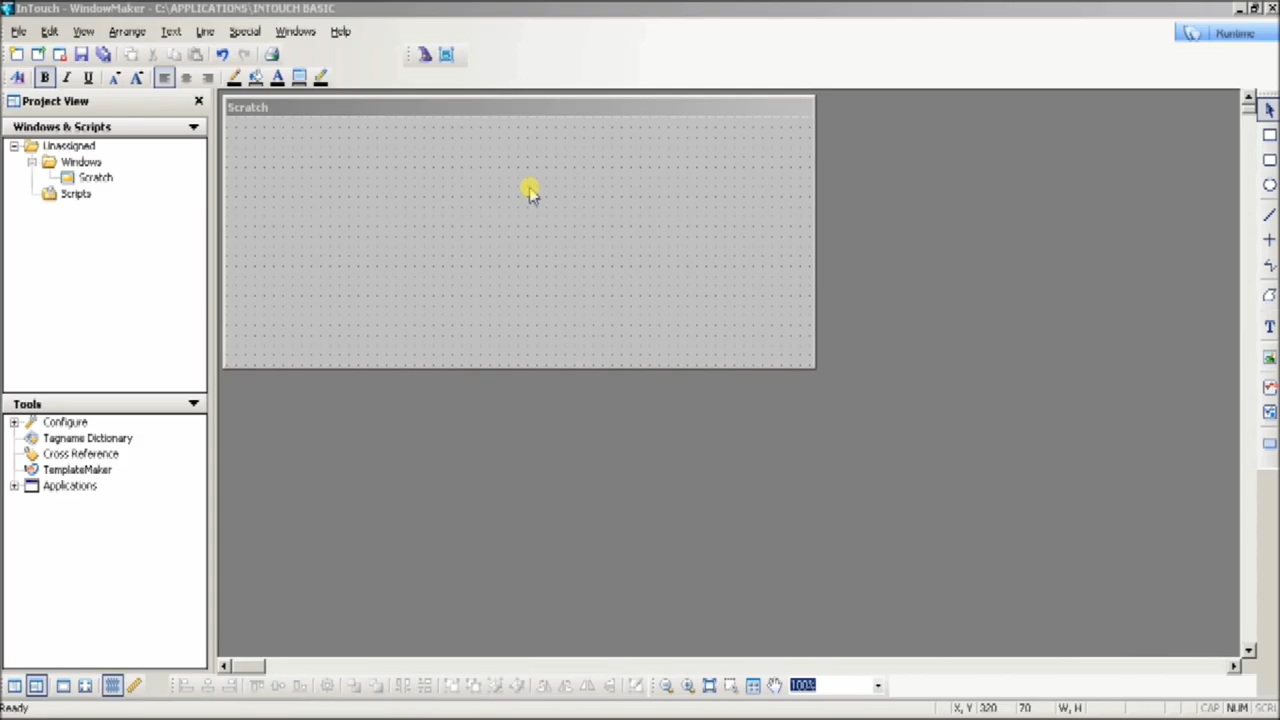 InTouch - WindowMaker - C:\APPLICATIONS\INTOUCH BASIC
File Edit View Arrange Text Line Special Windows Help
Runtime
B I U A A A
Project View
Windows & Scripts
Scratch
Unassigned
Windows
Scratch
Scripts
T
Tools
Configure
Tagname Dictionary
Cross Reference
TemplateMaker
Applications
100%
Ready
X, Y 320 70 W, H CAP NUM SCRL